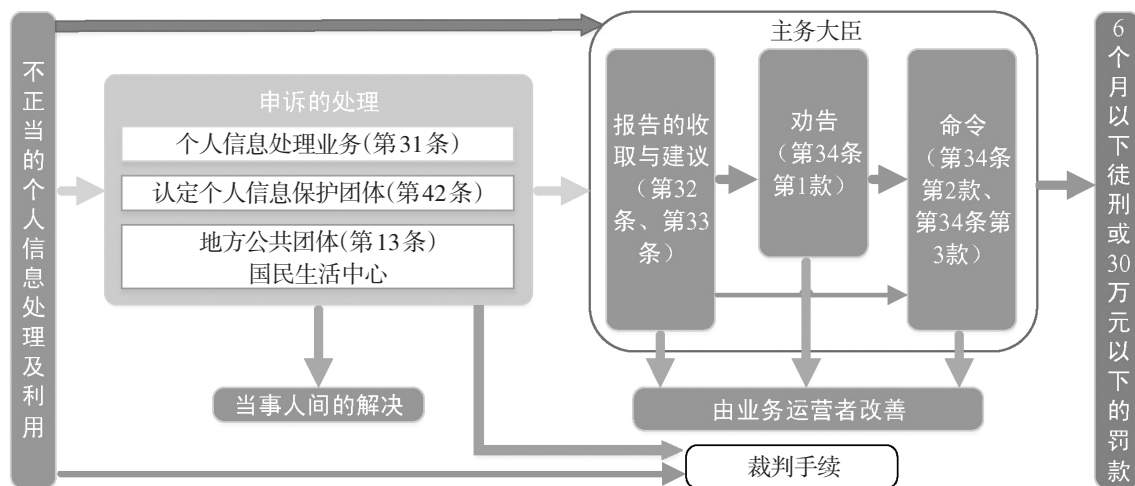 不正当的个人信息处理及利用
申诉的处理
个人信息处理业务(第31条)
认定个人信息保护团体(第42条)
地方公共团体(第13条)
国民生活中心
当事人间的解决
主务大臣
报告的收
取与建议
（第32
条、第33
条）
劝告
（第34条
第1款）
命令
（第34条
第2款、
第34条第
3款）
由业务运营者改善
裁判手续
6个月以下徒刑或30万元以下的罚款